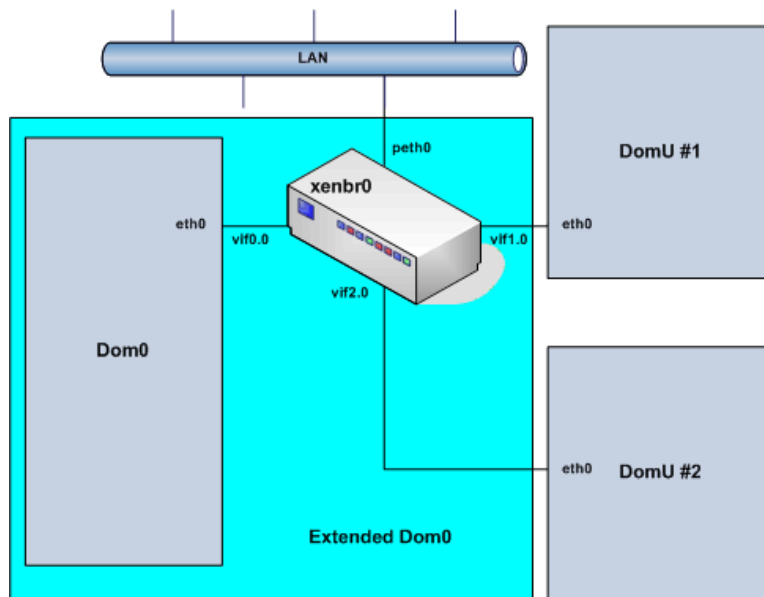 LAN
peth0
DomU #1
xenbr0
eth0
vif0.0
vif1.0
eth0
vif2.0
Dom0
eth0
DomU #2
Extended Dom0